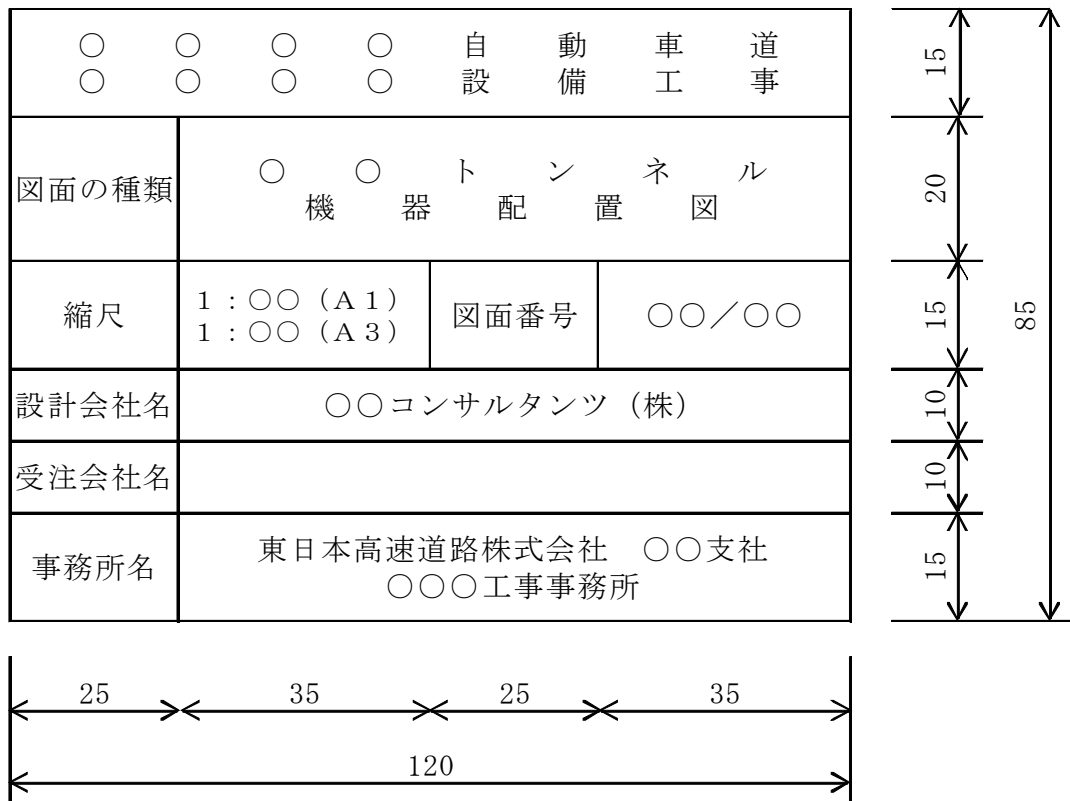 ○ ○ ○ ○ 自 動 車 道
○ ○ ○ ○ 設 備 工 事
図面の種類
○ ○ ト ン ネ ル
機 器 配 置 図
縮尺
１：○○（Ａ１）
１：○○（Ａ３）
図面番号
○○／○○
設計会社名
○○コンサルタンツ（株）
受注会社名
事務所名
東日本高速道路株式会社　○○支社
○○○工事事務所
15
20
15
10
10
15
85
25
35
25
35
120